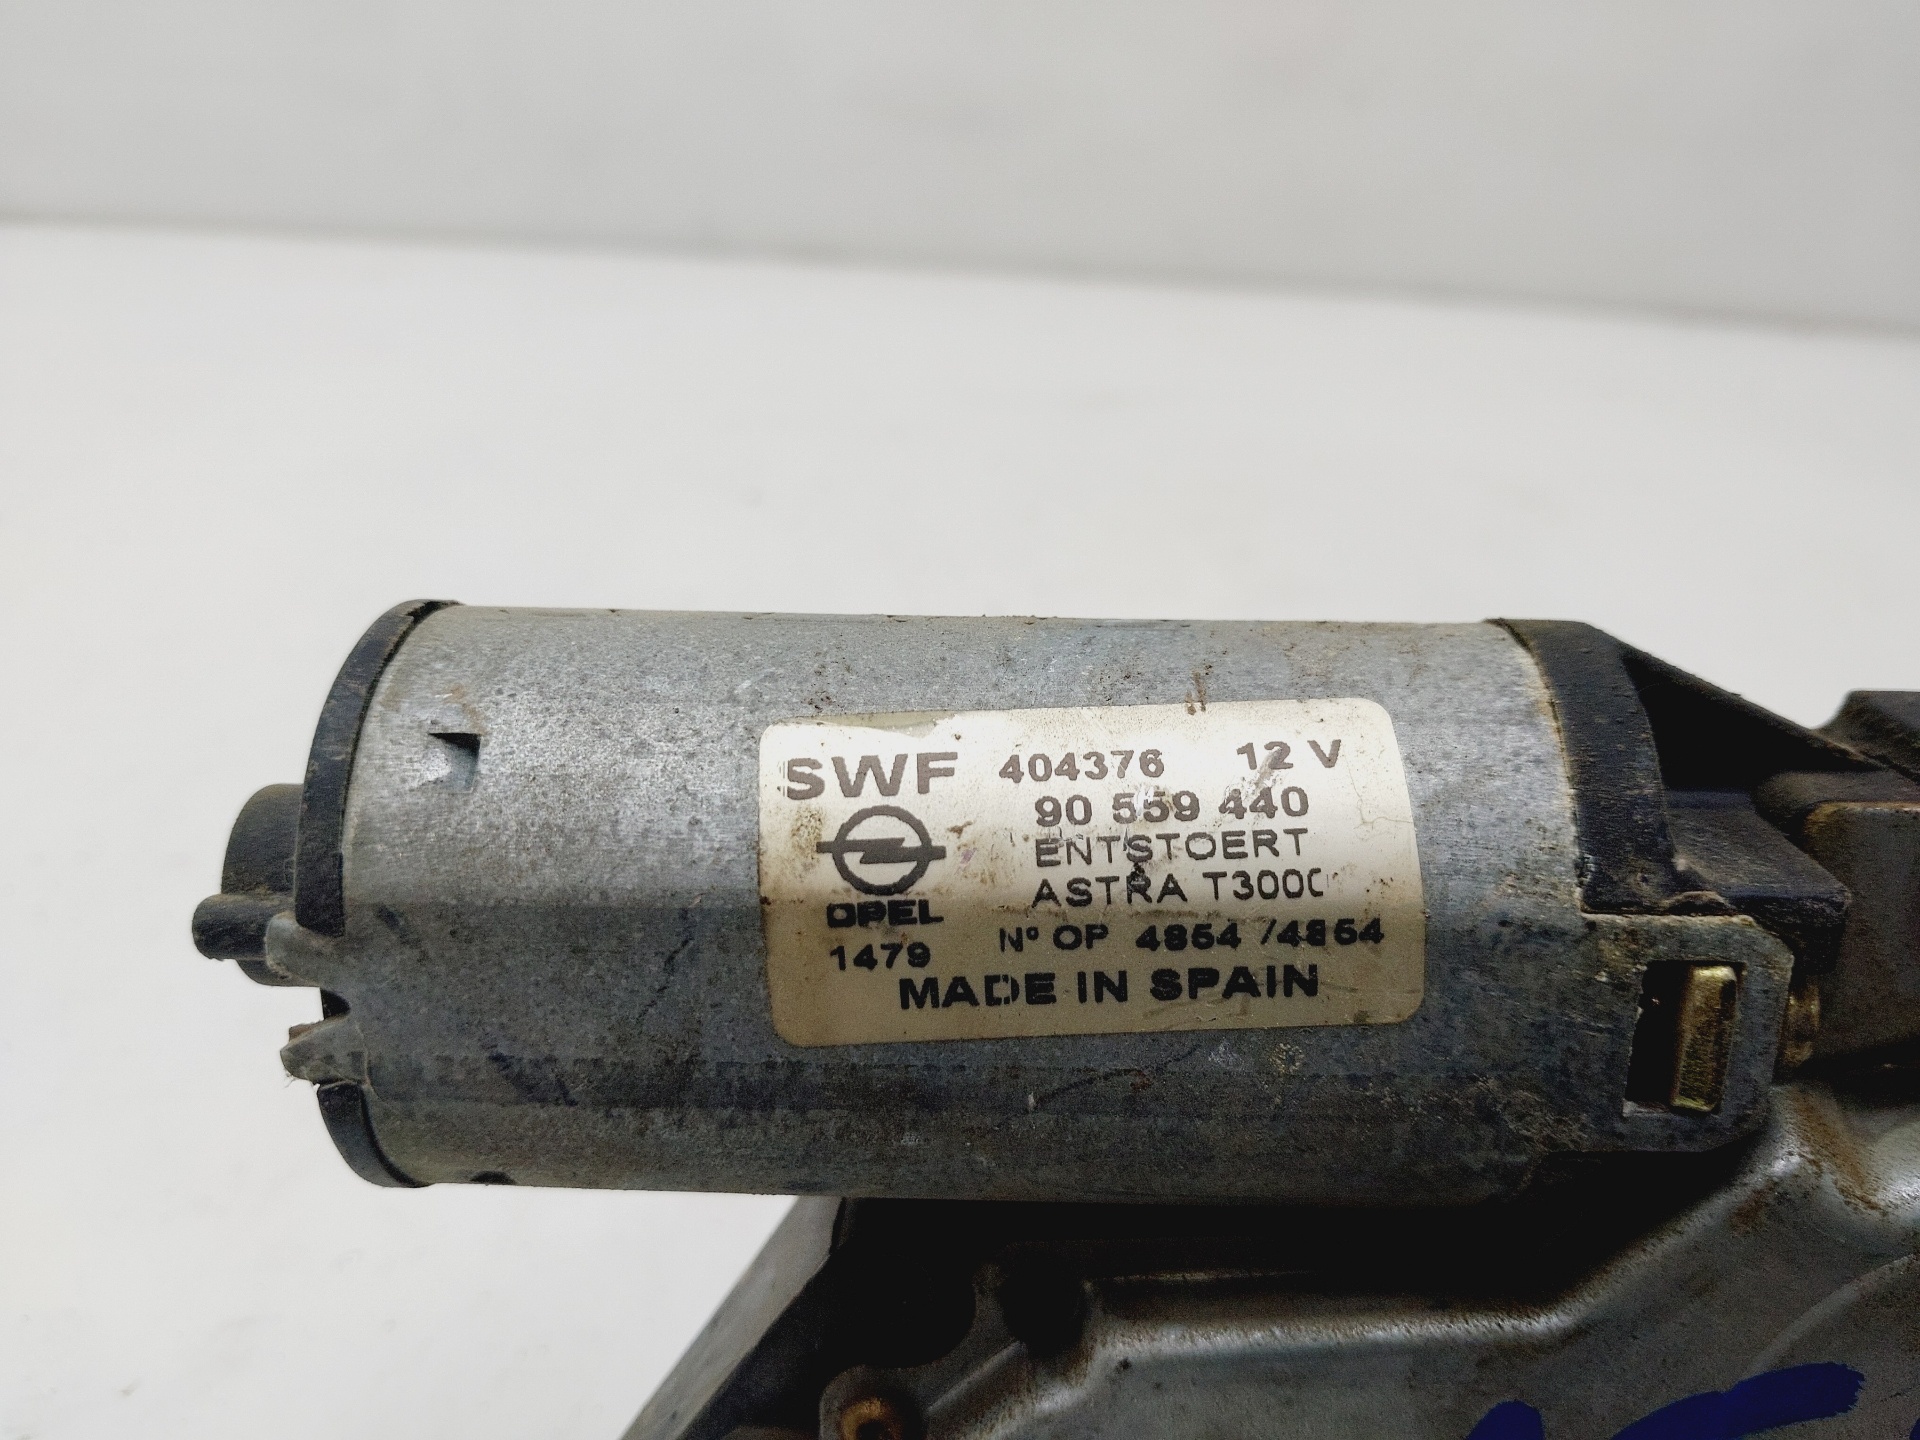 SWF 404376 12 V
90 559 440
ENTSTOERT
ASTRA T3000
OPEL
1479 Nº OP 4854 /4854
MADE IN SPAIN